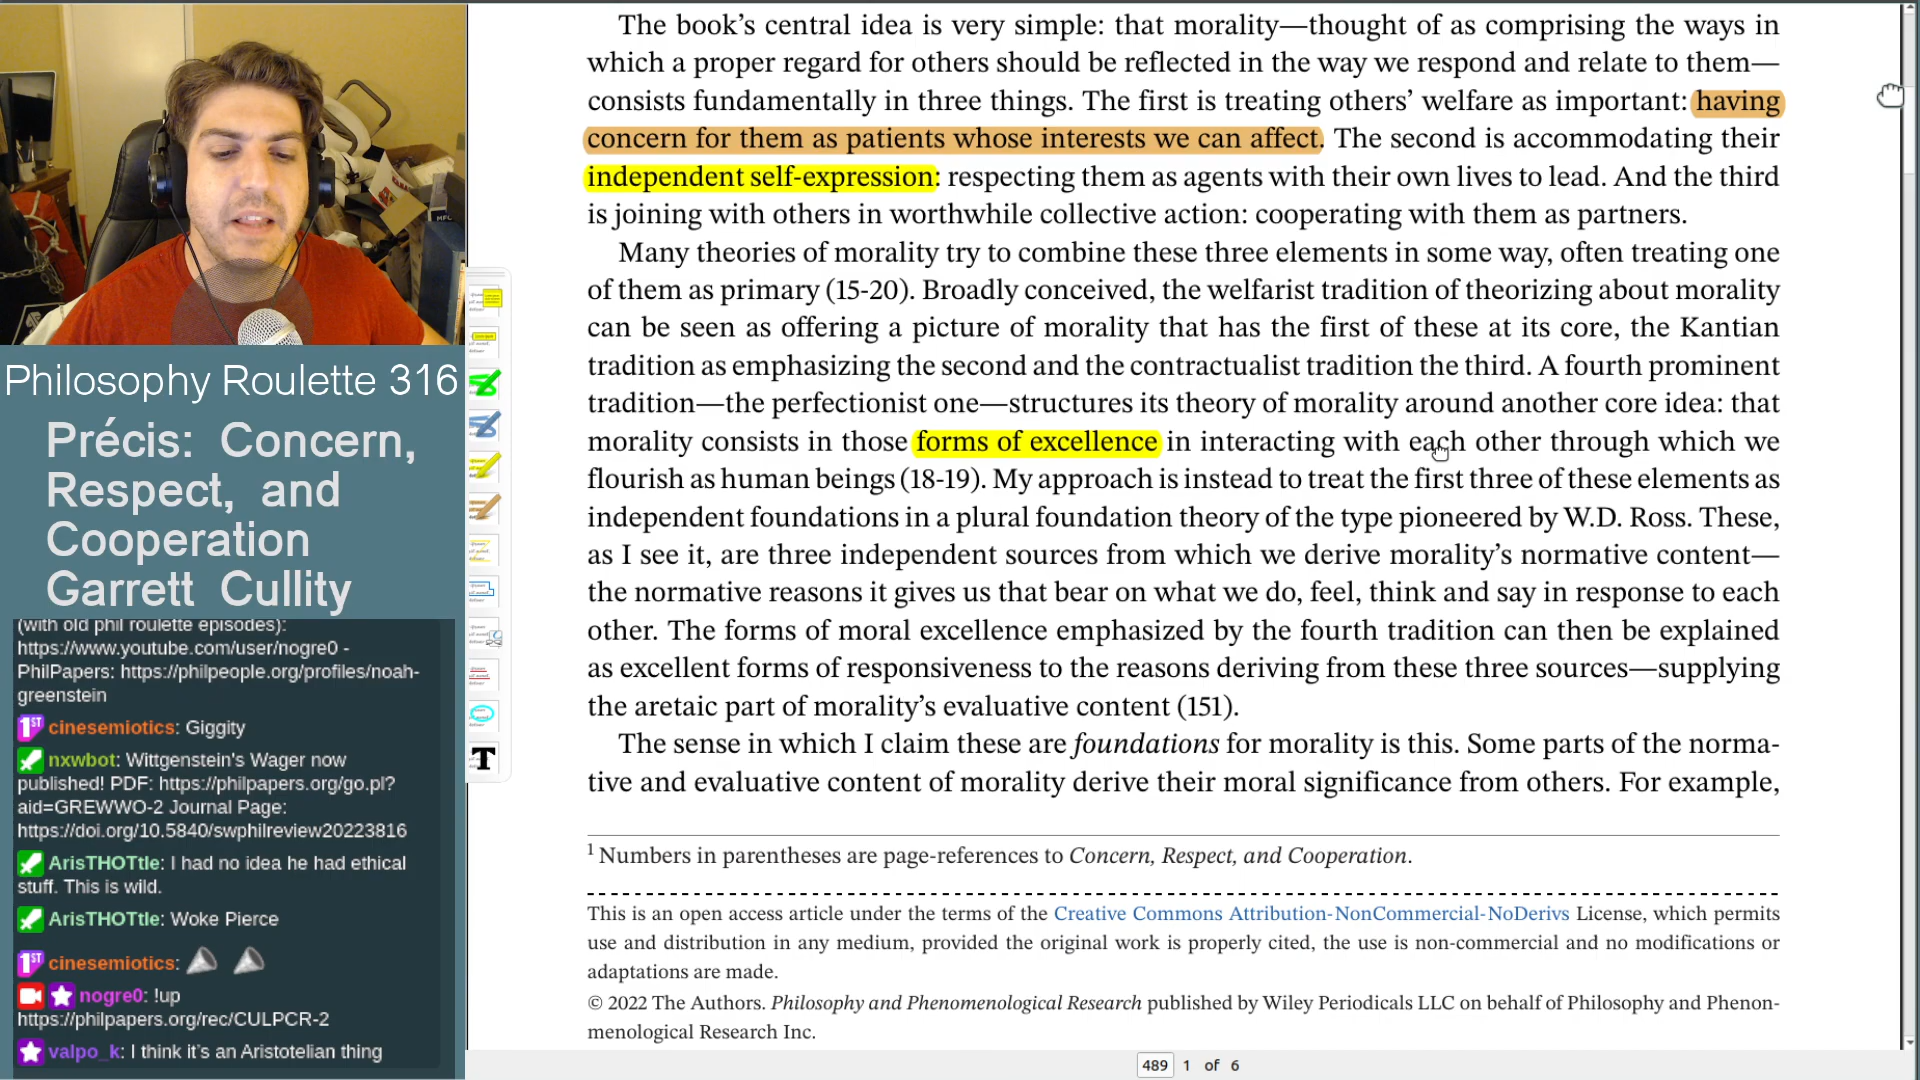 The book's central idea is very simple: that morality—thought of as comprising the ways in
which a proper regard for others should be reflected in the way we respond and relate to them—
consists fundamentally in three things. The first is treating others' welfare as important: having
concern for them as patients whose interests we can affect. The second is accommodating their
independent self-expression: respecting them as agents with their own lives to lead. And the third
is joining with others in worthwhile collective action: cooperating with them as partners.
Many theories of morality try to combine these three elements in some way, often treating one
of them as primary (15-20). Broadly conceived, the welfarist tradition of theorizing about morality
can be seen as offering a picture of morality that has the first of these at its core, the Kantian
tradition as emphasizing the second and the contractualist tradition the third. A fourth prominent
tradition—the perfectionist one—structures its theory of morality around another core idea: that
morality consists in those forms of excellence in interacting with each other through which we
flourish as human beings (18-19). My approach is instead to treat the first three of these elements as
independent foundations in a plural foundation theory of the type pioneered by W.D. Ross. These,
as I see it, are three independent sources from which we derive morality's normative content—
the normative reasons it gives us that bear on what we do, feel, think and say in response to each
other. The forms of moral excellence emphasized by the fourth tradition can then be explained
as excellent forms of responsiveness to the reasons deriving from these three sources—supplying
the aretaic part of morality's evaluative content (151).
The sense in which I claim these are foundations for morality is this. Some parts of the norma-
tive and evaluative content of morality derive their moral significance from others. For example,
1 Numbers in parentheses are page-references to Concern, Respect, and Cooperation.
This is an open access article under the terms of the Creative Commons Attribution-NonCommercial-NoDerivs License, which permits
use and distribution in any medium, provided the original work is properly cited, the use is non-commercial and no modifications or
adaptations are made.
© 2022 The Authors. Philosophy and Phenomenological Research published by Wiley Periodicals LLC on behalf of Philosophy and Phenon-
menological Research Inc.
489 1 of 6
T
Philosophy Roulette 316
Précis: Concern,
Respect, and
Cooperation
Garrett Cullity
(with old phil roulette episodes):
https://www.youtube.com/user/nogre0 -
PhilPapers: https://philpeople.org/profiles/noah-
greenstein
1ST cinesemiotics: Giggity
nxwbot: Wittgenstein's Wager now
published! PDF: https://philpapers.org/go.pl?
aid=GREWWO-2 Journal Page:
https://doi.org/10.5840/swphilreview20223816
ArisTHOTtle: I had no idea he had ethical
stuff. This is wild.
ArisTHOTtle: Woke Pierce
1ST cinesemiotics:
nogre0: !up
https://philpapers.org/rec/CULPCR-2
valpo_k: I think it's an Aristotelian thing